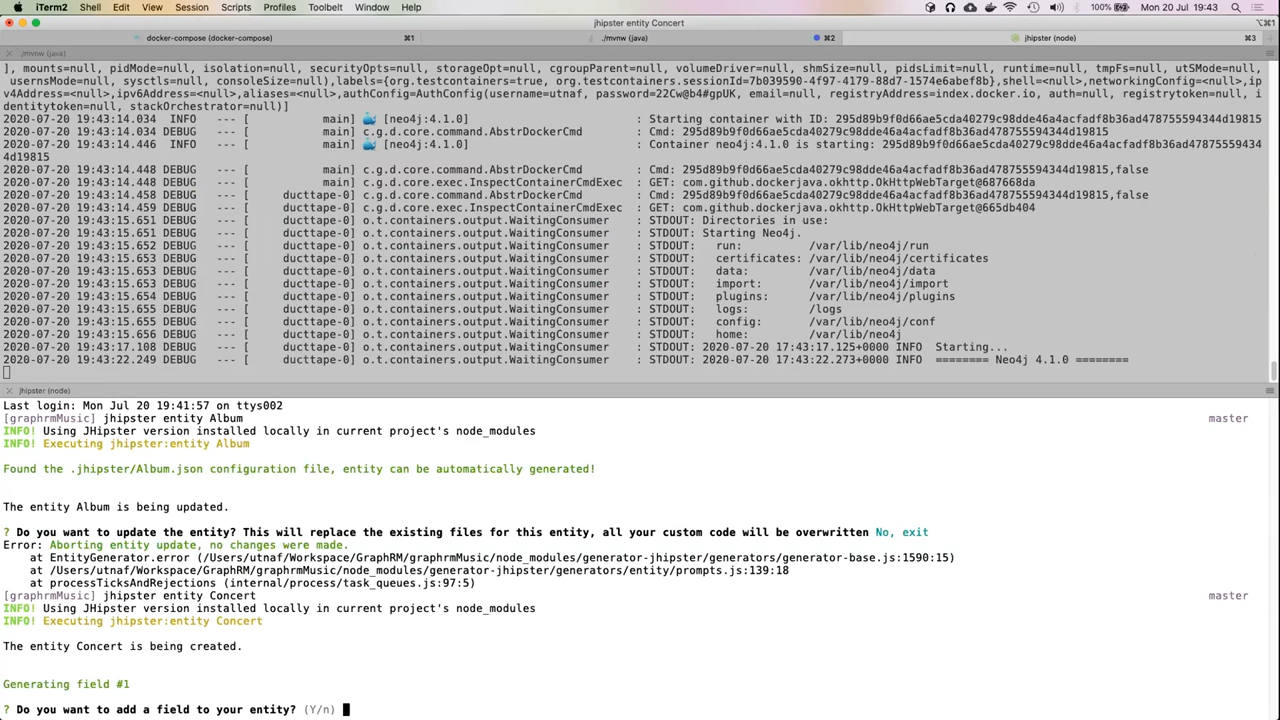 iTerm2 Shell Edit View Session Scripts Profiles Toolbelt Window Help 100% Mon 20 Jul 19:43
jhipster entity Concert ⌥⌘1
docker-compose (docker-compose) ⌘1 ./mvnw (java) ⌘2 jhipster (node) ⌘3
./mvnw (java)
], mounts=null, pidMode=null, isolation=null, securityOpts=null, storageOpt=null, cgroupParent=null, volumeDriver=null, shmSize=null, pidsLimit=null, runtime=null, tmpFs=null, utSMode=null
, usernsMode=null, sysctls=null, consoleSize=null),labels={org.testcontainers=true, org.testcontainers.sessionId=7b039590-4f97-4179-88d7-1574e6abef8b},shell=<null>,networkingConfig=<null>,ip
v4Address=<null>,ipv6Address=<null>,aliases=<null>,authConfig=AuthConfig(username=utnaf, password=22Cw@b4#gpUK, email=null, registryAddress=index.docker.io, auth=null, registrytoken=null, i
dentitytoken=null, stackOrchestrator=null)]
2020-07-20 19:43:14.034 INFO --- [ main] 🐳 [neo4j:4.1.0] : Starting container with ID: 295d89b9f0d66ae5cda40279c98dde46a4facfadf8b36ad478755594344d19815
2020-07-20 19:43:14.034 DEBUG --- [ main] c.g.d.core.command.AbstrDockerCmd : Cmd: 295d89b9f0d66ae5cda40279c98dde46a4facfadf8b36ad478755594344d19815
2020-07-20 19:43:14.446 INFO --- [ main] 🐳 [neo4j:4.1.0] : Container neo4j:4.1.0 is starting: 295d89b9f0d66ae5cda40279c98dde46a4facfadf8b36ad47875559434
4d19815
2020-07-20 19:43:14.448 DEBUG --- [ main] c.g.d.core.command.AbstrDockerCmd : Cmd: 295d89b9f0d66ae5cda40279c98dde46a4facfadf8b36ad478755594344d19815,false
2020-07-20 19:43:14.448 DEBUG --- [ main] c.g.d.core.exec.InspectContainerCmdExec : GET: com.github.dockerjava.okhttp.OkHttpWebTarget@687668da
2020-07-20 19:43:14.458 DEBUG --- [ ducttape-0] c.g.d.core.command.AbstrDockerCmd : Cmd: 295d89b9f0d66ae5cda40279c98dde46a4facfadf8b36ad478755594344d19815,false
2020-07-20 19:43:14.459 DEBUG --- [ ducttape-0] c.g.d.core.exec.InspectContainerCmdExec : GET: com.github.dockerjava.okhttp.OkHttpWebTarget@665db404
2020-07-20 19:43:15.651 DEBUG --- [ ducttape-0] o.t.containers.output.WaitingConsumer : STDOUT: Directories in use:
2020-07-20 19:43:15.651 DEBUG --- [ ducttape-0] o.t.containers.output.WaitingConsumer : STDOUT: Starting Neo4j.
2020-07-20 19:43:15.652 DEBUG --- [ ducttape-0] o.t.containers.output.WaitingConsumer : STDOUT: run: /var/lib/neo4j/run
2020-07-20 19:43:15.652 DEBUG --- [ ducttape-0] o.t.containers.output.WaitingConsumer : STDOUT: certificates: /var/lib/neo4j/certificates
2020-07-20 19:43:15.653 DEBUG --- [ ducttape-0] o.t.containers.output.WaitingConsumer : STDOUT: data: /var/lib/neo4j/data
2020-07-20 19:43:15.653 DEBUG --- [ ducttape-0] o.t.containers.output.WaitingConsumer : STDOUT: import: /var/lib/neo4j/import
2020-07-20 19:43:15.654 DEBUG --- [ ducttape-0] o.t.containers.output.WaitingConsumer : STDOUT: plugins: /var/lib/neo4j/plugins
2020-07-20 19:43:15.655 DEBUG --- [ ducttape-0] o.t.containers.output.WaitingConsumer : STDOUT: logs: /logs
2020-07-20 19:43:15.655 DEBUG --- [ ducttape-0] o.t.containers.output.WaitingConsumer : STDOUT: config: /var/lib/neo4j/conf
2020-07-20 19:43:15.656 DEBUG --- [ ducttape-0] o.t.containers.output.WaitingConsumer : STDOUT: home: /var/lib/neo4j
2020-07-20 19:43:17.108 DEBUG --- [ ducttape-0] o.t.containers.output.WaitingConsumer : STDOUT: 2020-07-20 17:43:17.125+0000 INFO Starting...
2020-07-20 19:43:22.249 DEBUG --- [ ducttape-0] o.t.containers.output.WaitingConsumer : STDOUT: 2020-07-20 17:43:22.273+0000 INFO ======== Neo4j 4.1.0 ========
jhipster (node)
Last login: Mon Jul 20 19:41:57 on ttys002
[graphrmMusic] jhipster entity Album master
INFO! Using JHipster version installed locally in current project's node_modules
INFO! Executing jhipster:entity Album
Found the .jhipster/Album.json configuration file, entity can be automatically generated!
The entity Album is being updated.
? Do you want to update the entity? This will replace the existing files for this entity, all your custom code will be overwritten No, exit
Error: Aborting entity update, no changes were made.
at EntityGenerator.error (/Users/utnaf/Workspace/GraphRM/graphrmMusic/node_modules/generator-jhipster/generators/generator-base.js:1590:15)
at /Users/utnaf/Workspace/GraphRM/graphrmMusic/node_modules/generator-jhipster/generators/entity/prompts.js:139:18
at processTicksAndRejections (internal/process/task_queues.js:97:5)
[graphrmMusic] jhipster entity Concert master
INFO! Using JHipster version installed locally in current project's node_modules
INFO! Executing jhipster:entity Concert
The entity Concert is being created.
Generating field #1
? Do you want to add a field to your entity? (Y/n)